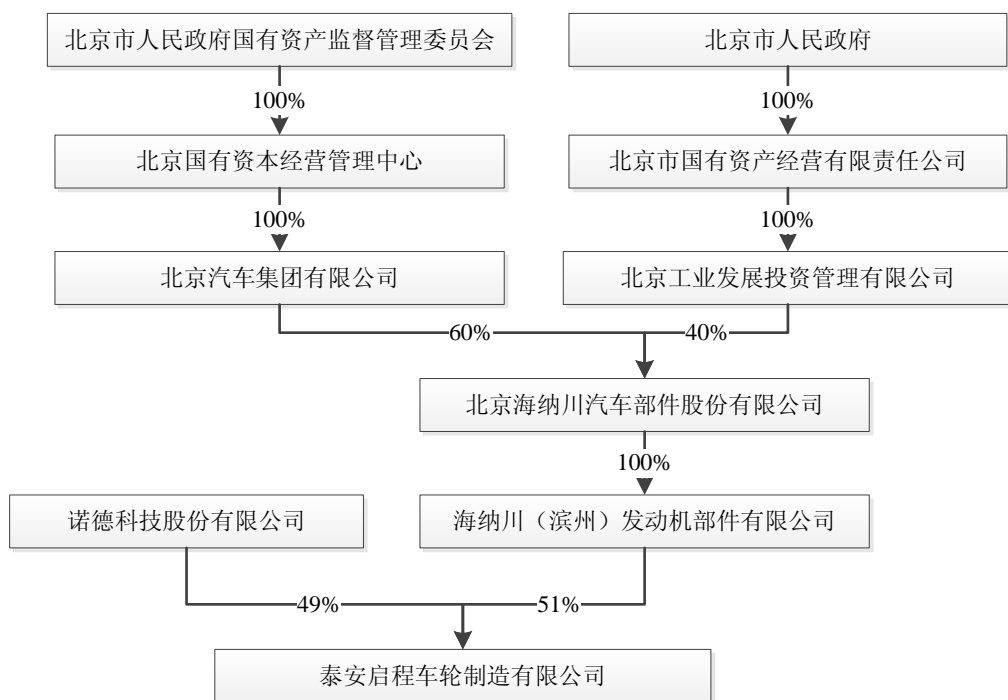 北京市人民政府国有资产监督管理委员会
北京市人民政府
100%
100%
北京国有资本经营管理中心
北京市国有资产经营有限责任公司
100%
100%
北京汽车集团有限公司
北京工业发展投资管理有限公司
60%
40%
北京海纳川汽车部件股份有限公司
100%
诺德科技股份有限公司
海纳川（滨州）发动机部件有限公司
49%
51%
泰安启程车轮制造有限公司